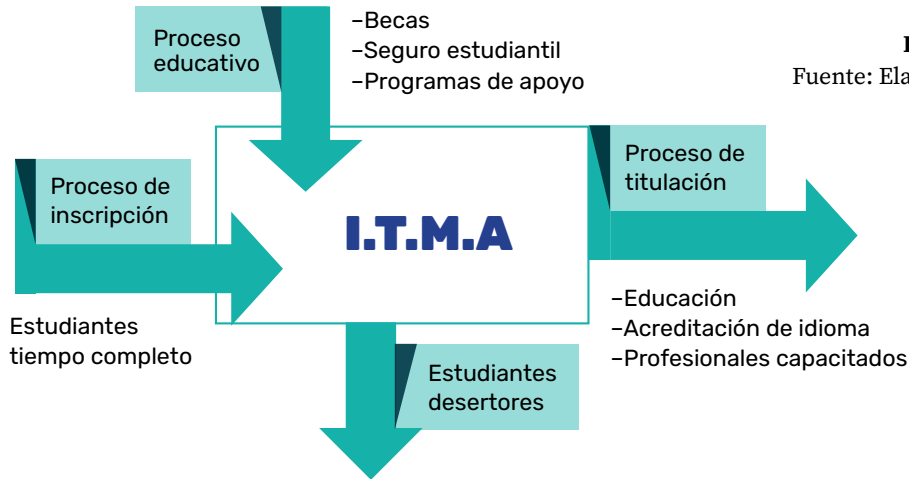 Proceso
educativo
–Becas
–Seguro estudiantil
–Programas de apoyo
Fuente:
Proceso de
inscripción
I.T.M.A
Proceso de
titulación
Estudiantes
tiempo completo
–Educación
–Acreditación de idioma
–Profesionales capacitados
Estudiantes
desertores